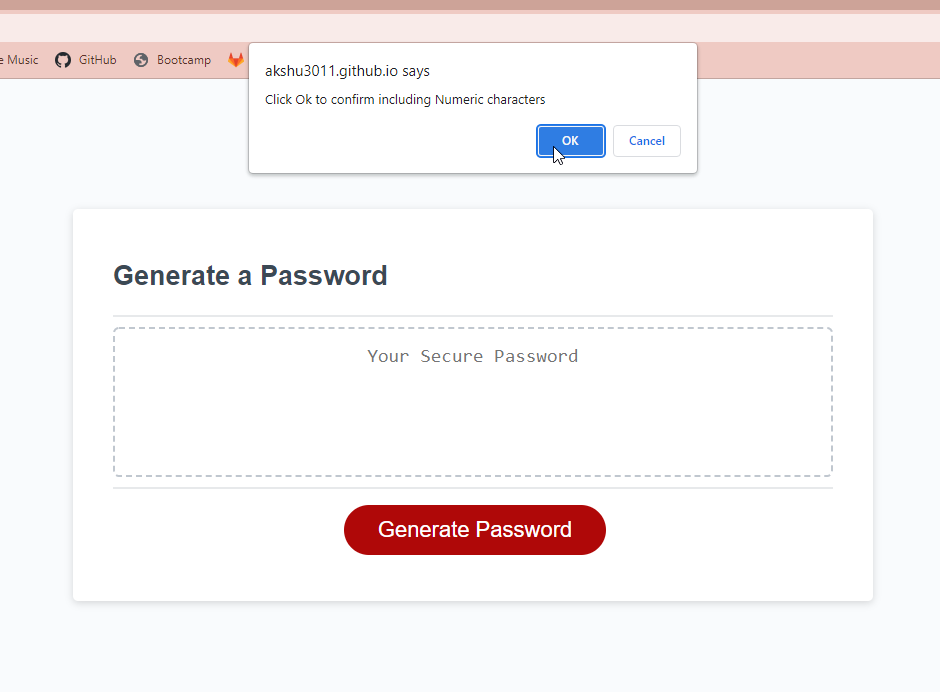 e Music GitHub Bootcamp
akshu3011.github.io says
Click Ok to confirm including Numeric characters
OK Cancel
Generate a Password
Your Secure Password
Generate Password